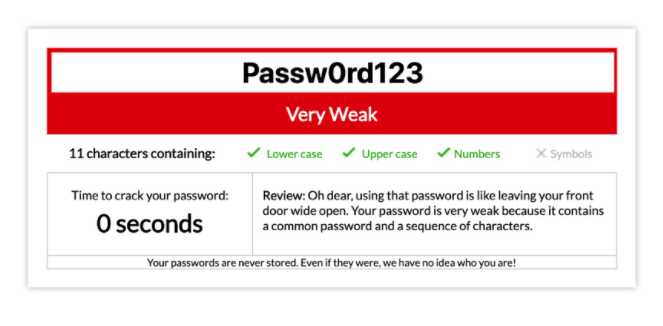 Passw0rd123
Very Weak
11 characters containing: Lower case Upper case Numbers Symbols
Time to crack your password:
0 seconds
Review: Oh dear, using that password is like leaving your front
door wide open. Your password is very weak because it contains
a common password and a sequence of characters.
Your passwords are never stored. Even if they were, we have no idea who you are!